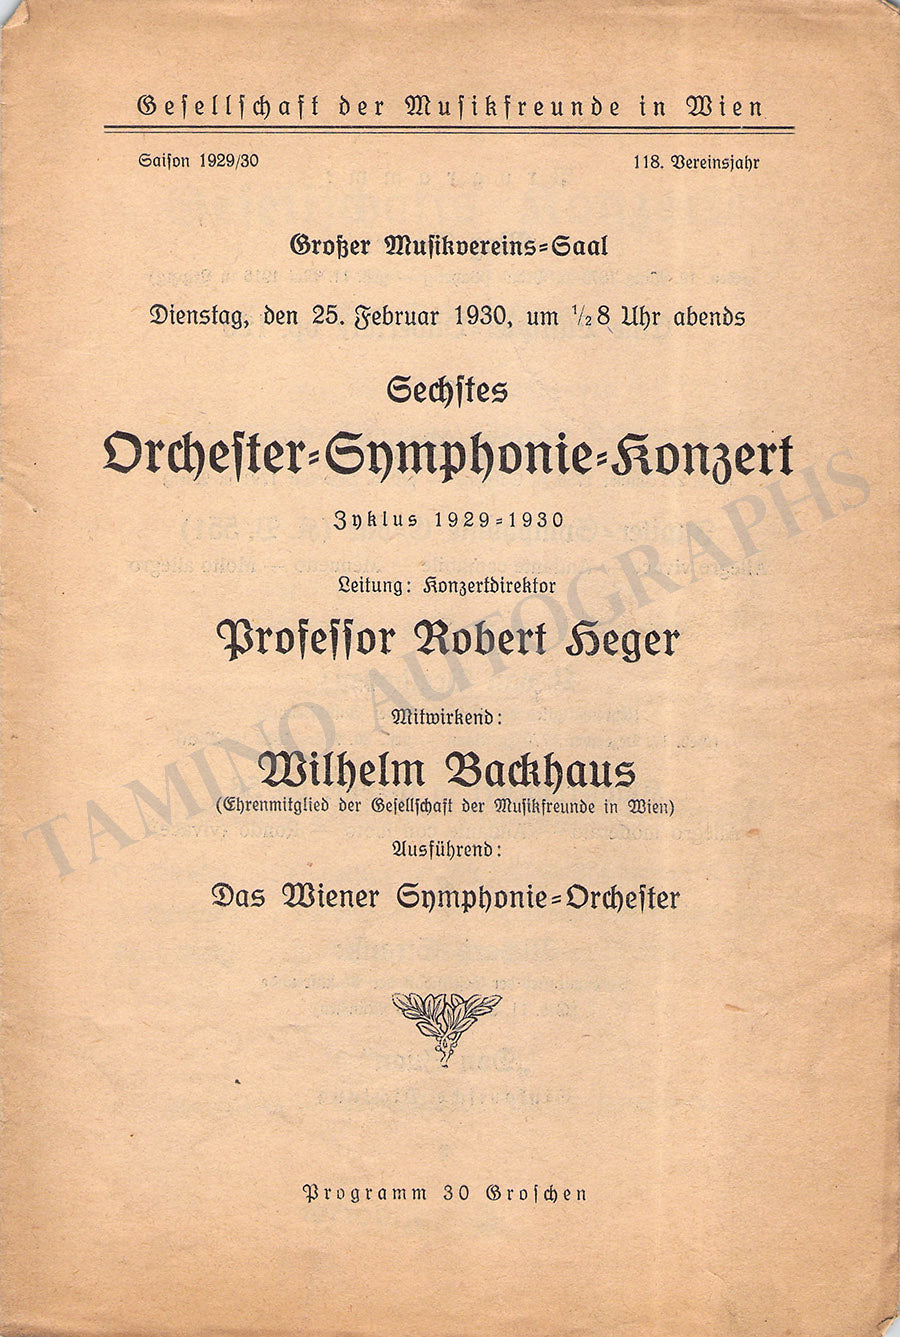 Gesellschaft der Musikfreunde in Wien
Saison 1929/30 118. Vereinsjahr
Großer Musikvereins=Saal
Dienstag, den 25. Februar 1930, um ½8 Uhr abends
Sechstes
Orchester=Symphonie=Konzert
Zyklus 1929=1930
Leitung: Konzertdirektor
Professor Robert Heger
Mitwirkend:
Wilhelm Backhaus
(Ehrenmitglied der Gesellschaft der Musikfreunde in Wien)
Ausführend:
Das Wiener Symphonie=Orchester
Programm 30 Groschen
TAMINO AUTOGRAPHS